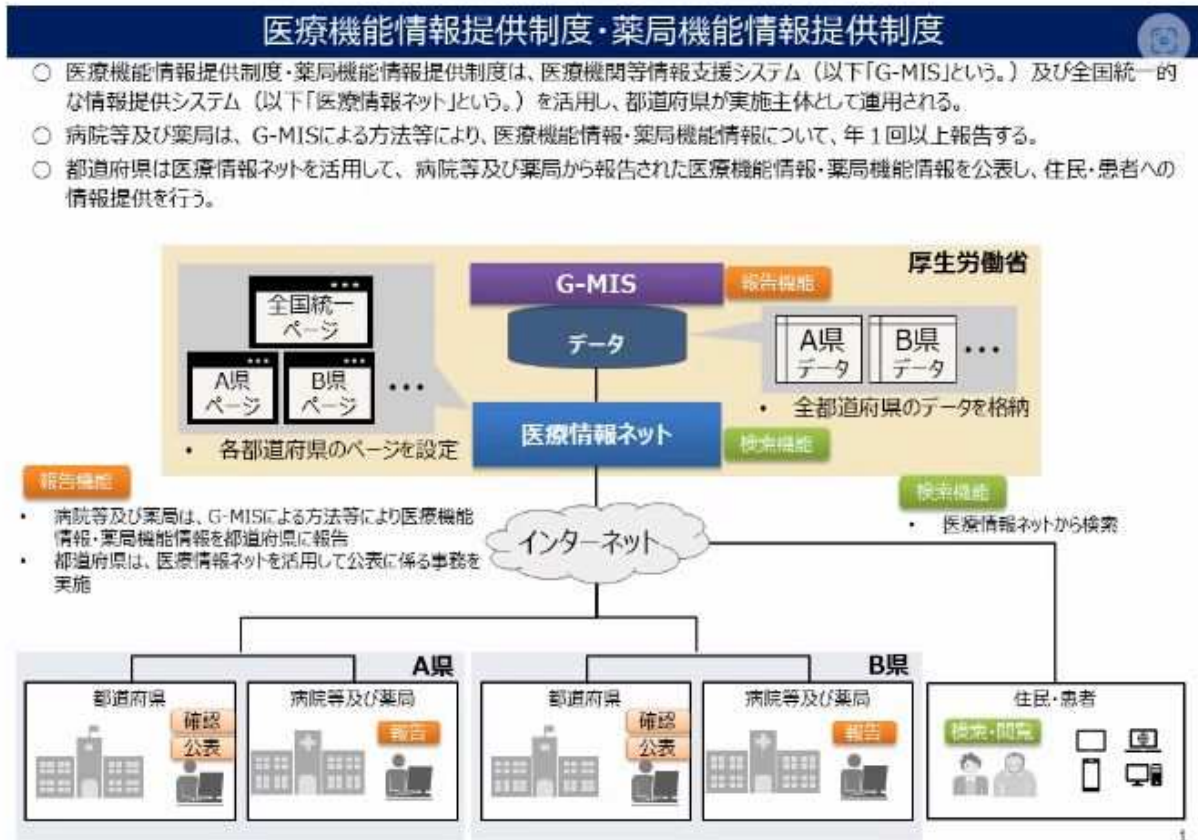 医療機能情報提供制度・薬局機能情報提供制度
○ 医療機能情報提供制度・薬局機能情報提供制度は、医療機関等情報支援システム（以下「G-MIS」という。）及び全国統一的
な情報提供システム（以下「医療情報ネット」という。）を活用し、都道府県が実施主体として運用される。
○ 病院等及び薬局は、G-MISによる方法等により、医療機能情報・薬局機能情報について、年１回以上報告する。
○ 都道府県は医療情報ネットを活用して、病院等及び薬局から報告された医療機能情報・薬局機能情報を公表し、住民・患者への
情報提供を行う。
厚生労働省
全国統一
ページ
A県
ページ
B県
ページ
•••
• 各都道府県のページを設定
G-MIS
報告機能
データ
A県
データ
B県
データ
•••
• 全都道府県のデータを格納
医療情報ネット
検索機能
報告機能
• 病院等及び薬局は、G-MISによる方法等により医療機能
情報・薬局機能情報を都道府県に報告
• 都道府県は、医療情報ネットを活用して公表に係る事務を
実施
インターネット
検索機能
• 医療情報ネットから検索
A県
都道府県
確認
公表
病院等及び薬局
報告
B県
都道府県
確認
公表
病院等及び薬局
報告
住民・患者
検索・閲覧
1